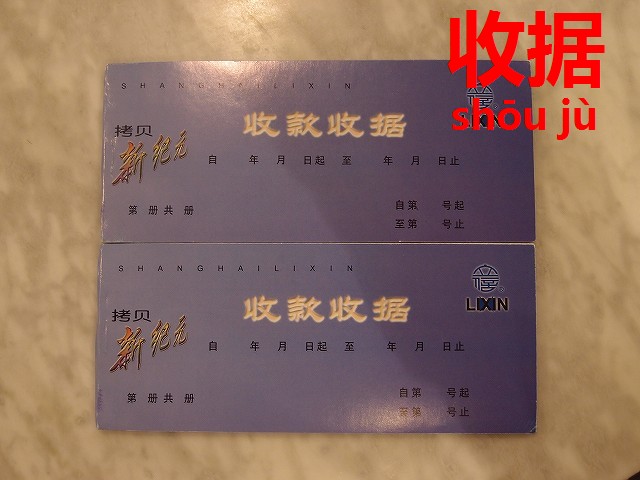 收据
shōu jù
SHANGHAILIXIN
LIXIN
拷贝
新纪元
收款收据
自 年 月 日起 至 年 月 日止
第 册共 册
自第 号起
至第 号止
SHANGHAILIXIN
LIXIN
拷贝
新纪元
收款收据
自 年 月 日起 至 年 月 日止
第 册共 册
自第 号起
至第 号止